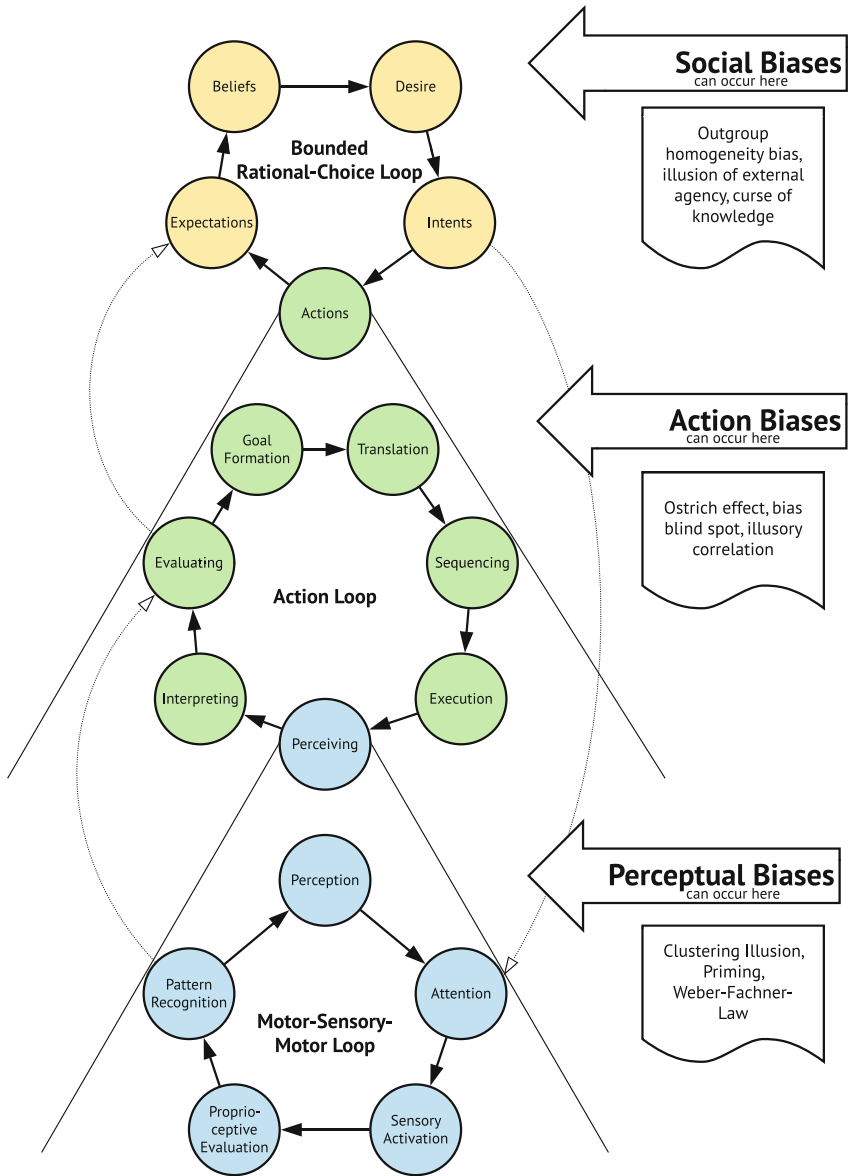 Beliefs
Desire
Bounded
Rational-Choice Loop
Expectations
Intents
Actions
Social Biases
can occur here
Outgroup
homogeneity bias,
illusion of external
agency, curse of
knowledge
Goal
Formation
Translation
Evaluating
Sequencing
Action Loop
Interpreting
Execution
Perceiving
Action Biases
can occur here
Ostrich effect, bias
blind spot, illusory
correlation
Perception
Pattern
Recognition
Attention
Motor-Sensory-
Motor Loop
Proprio-
ceptive
Evaluation
Sensory
Activation
Perceptual Biases
can occur here
Clustering Illusion,
Priming,
Weber-Fachner-
Law